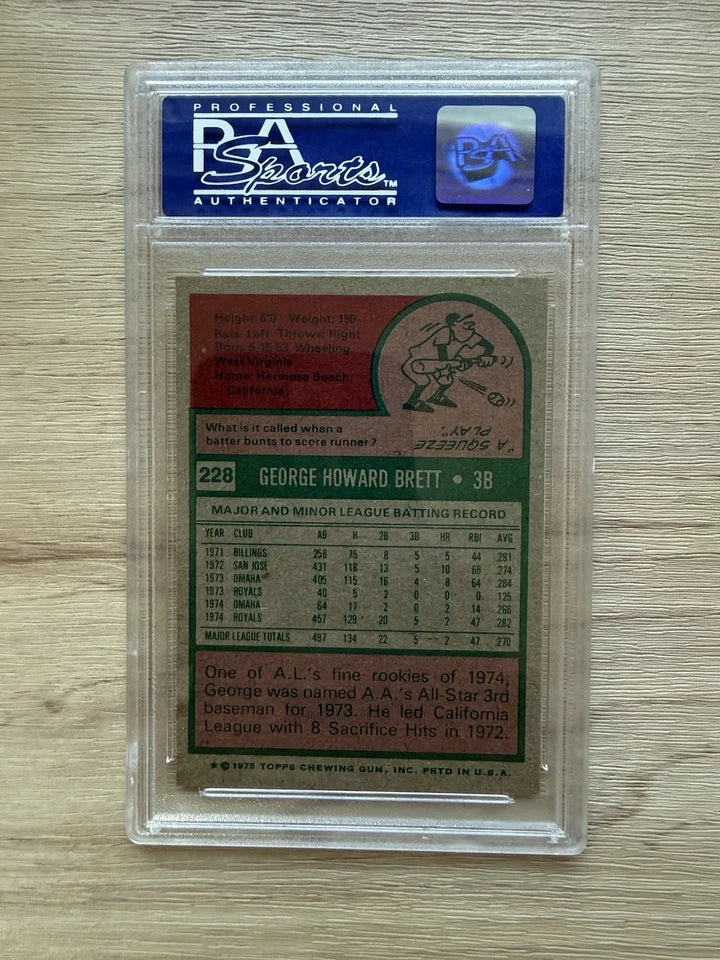 PROFESSIONAL
PSA
Sports™
AUTHENTICATOR
PSA
Height: 6'0" Weight: 190
Bats: Left Throws: Right
Born: 5-15-53, Wheeling,
West Virginia
Home: Hermosa Beach,
California
What is it called when a
batter bunts to score runner?
"A SQUEEZE
PLAY".
228 GEORGE HOWARD BRETT • 3B
MAJOR AND MINOR LEAGUE BATTING RECORD
YEAR CLUB AB H 2B 3B HR RBI AVG
1971 BILLINGS 258 75 8 5 5 44 .291
1972 SAN JOSE 431 118 13 5 10 68 .274
1973 OMAHA 405 115 16 4 8 64 .284
1973 ROYALS 40 5 2 0 0 0 .125
1974 OMAHA 64 17 2 0 2 14 .266
1974 ROYALS 457 129 20 5 2 47 .282
MAJOR LEAGUE TOTALS 497 134 22 5 2 47 .270
One of A.L.'s fine rookies of 1974,
George was named A.A.'s All-Star 3rd
baseman for 1973. He led California
League with 8 Sacrifice Hits in 1972.
★ © 1975 TOPPS CHEWING GUM, INC. PRTD IN U.S.A.